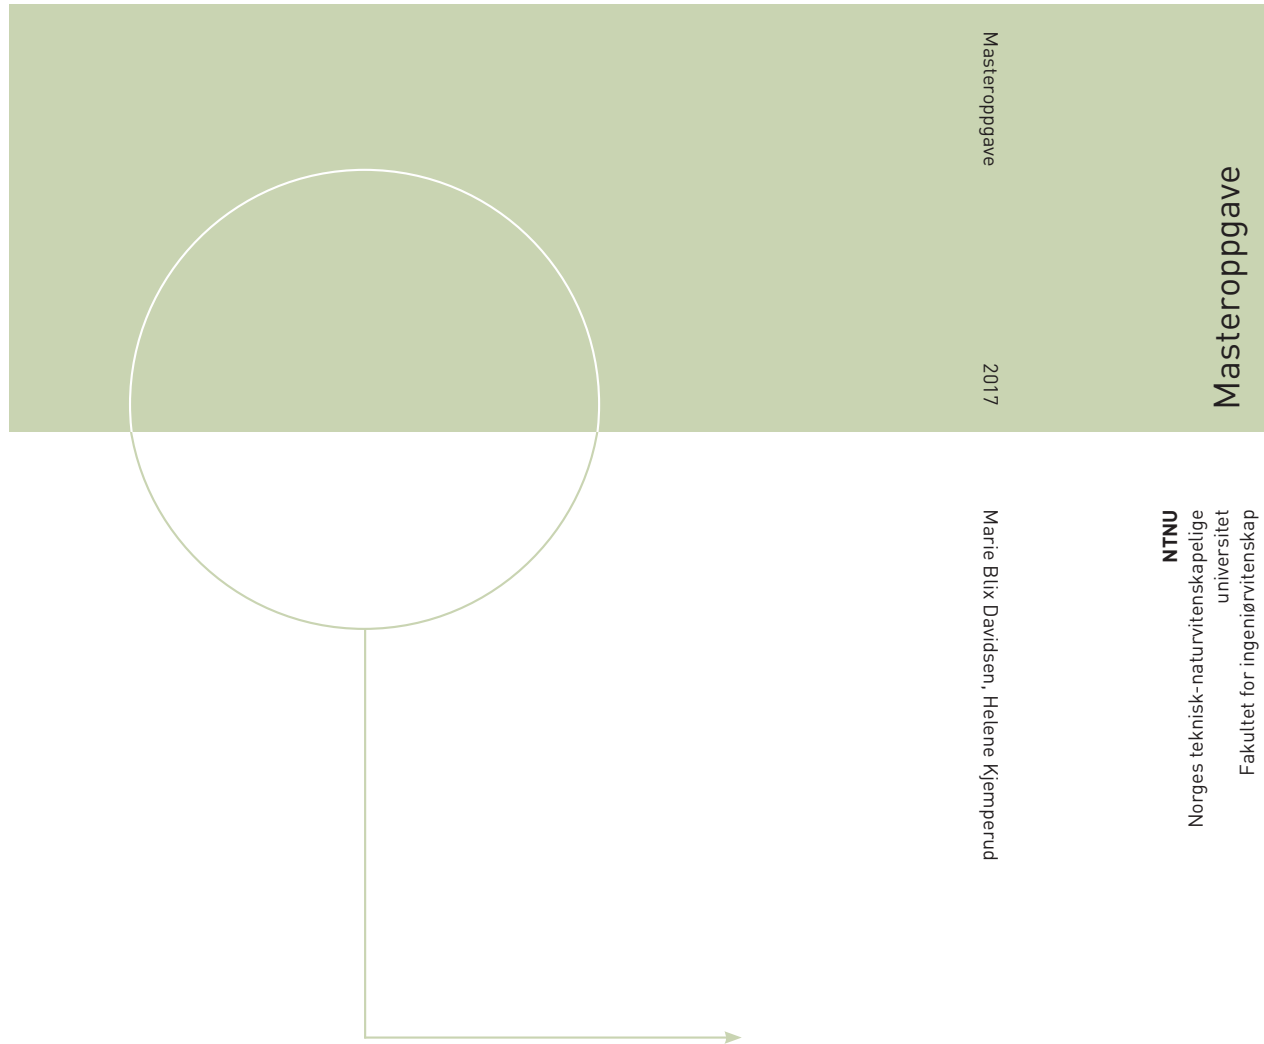 Masteroppgave
2017
Marie Blix Davidsen, Helene Kjemperud
Masteroppgave
NTNU
Norges teknisk-naturvitenskapelige
universitet
Fakultet for ingeniørvitenskap